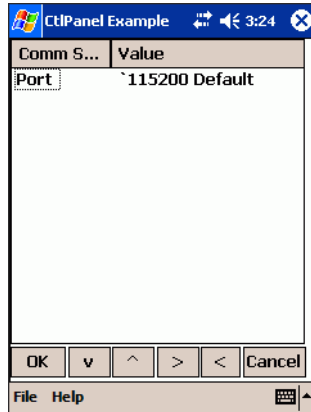 CtlPanel Example 3:24
Comm S... Value
Port `115200 Default
OK v ^ > < Cancel
File Help